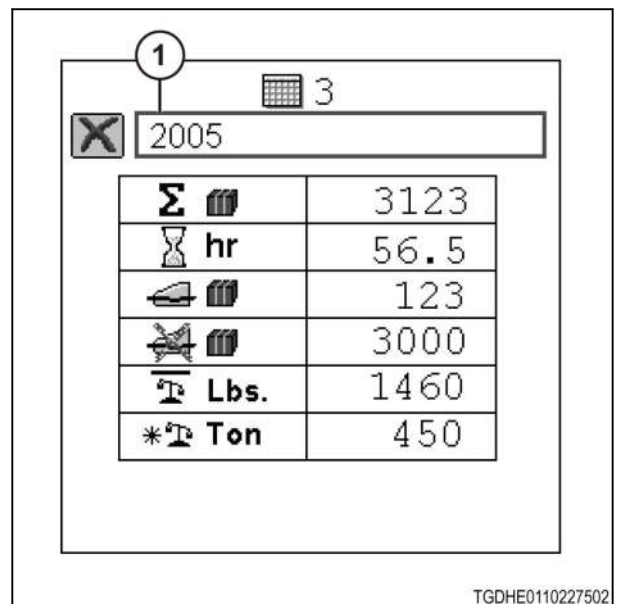 1
3
2005
Σ 3123
hr 56.5
123
3000
Lbs. 1460
* Ton 450
TGDHE0110227502